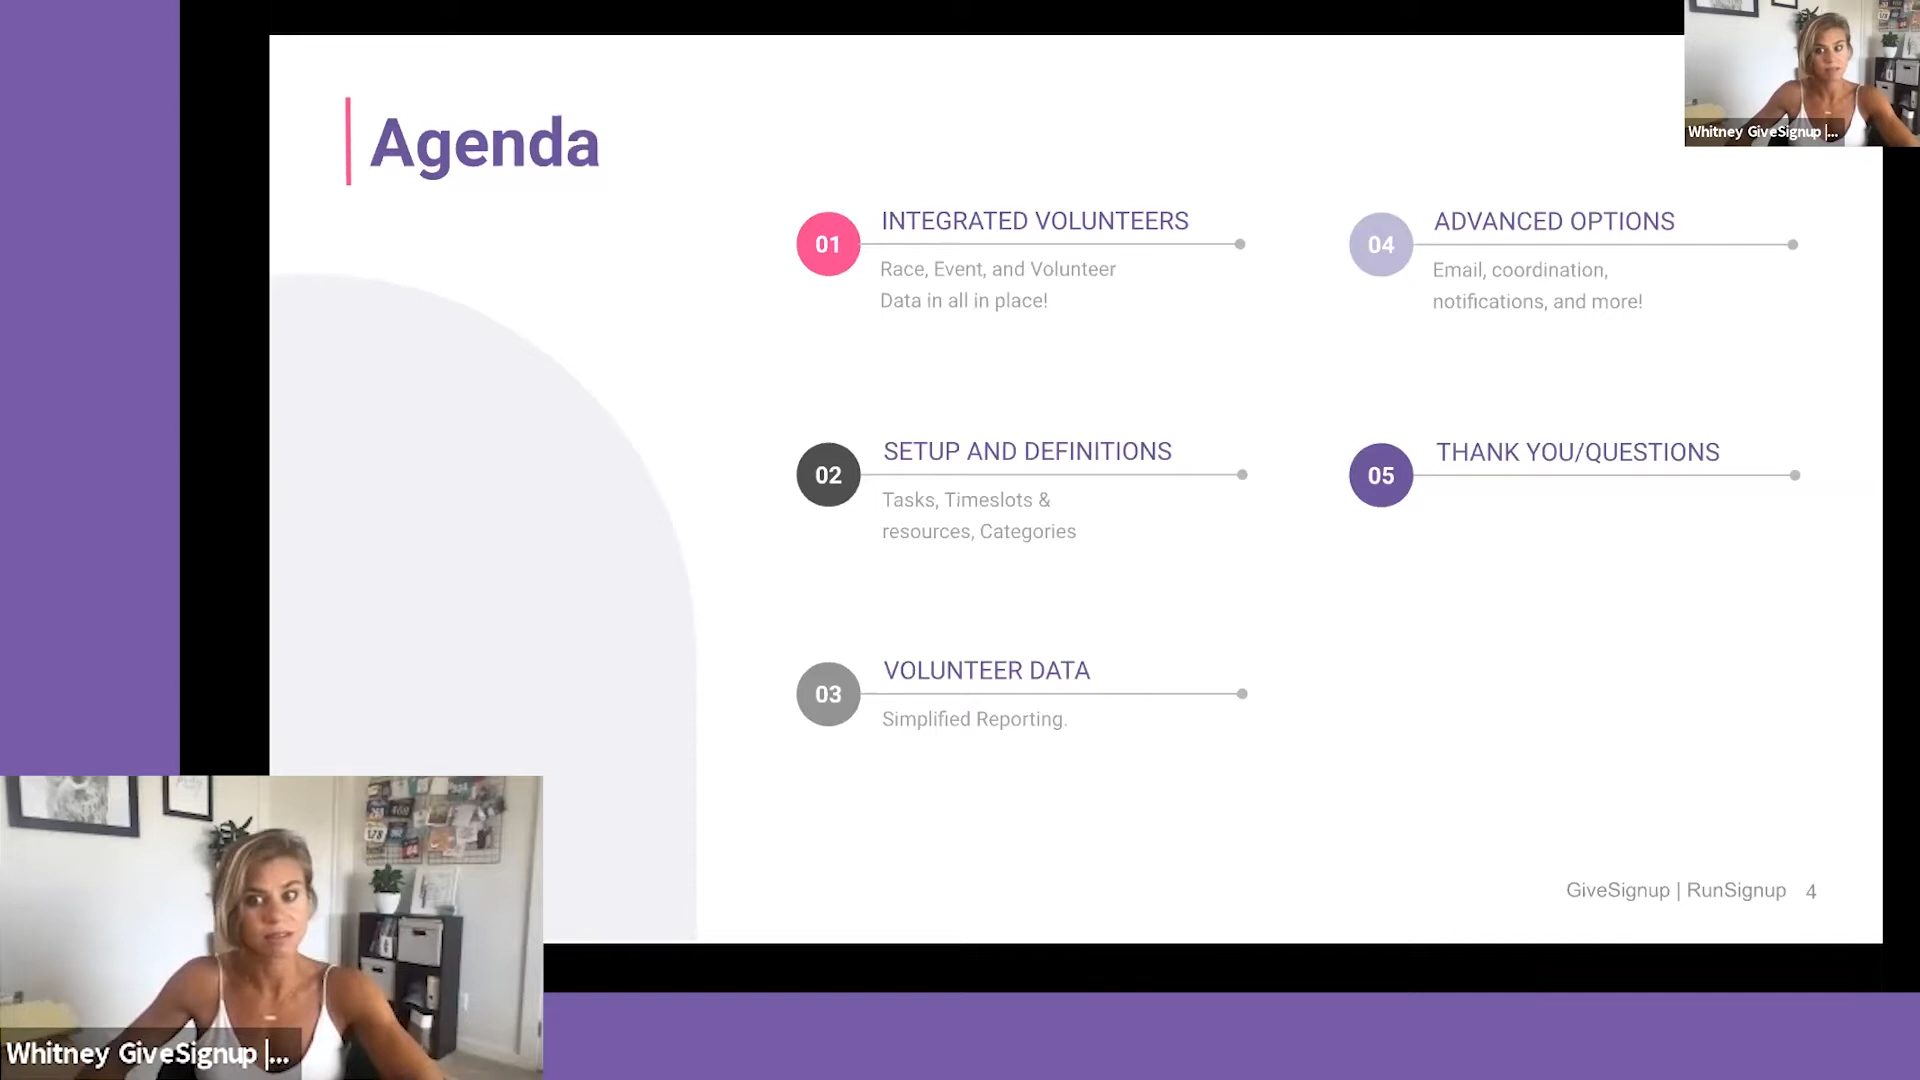 Agenda
01
INTEGRATED VOLUNTEERS
Race, Event, and Volunteer
Data in all in place!
02
SETUP AND DEFINITIONS
Tasks, Timeslots &
resources, Categories
03
VOLUNTEER DATA
Simplified Reporting.
04
ADVANCED OPTIONS
Email, coordination,
notifications, and more!
05
THANK YOU/QUESTIONS
GiveSignup | RunSignup 4
Whitney GiveSignup |...
Whitney GiveSignup |...
178